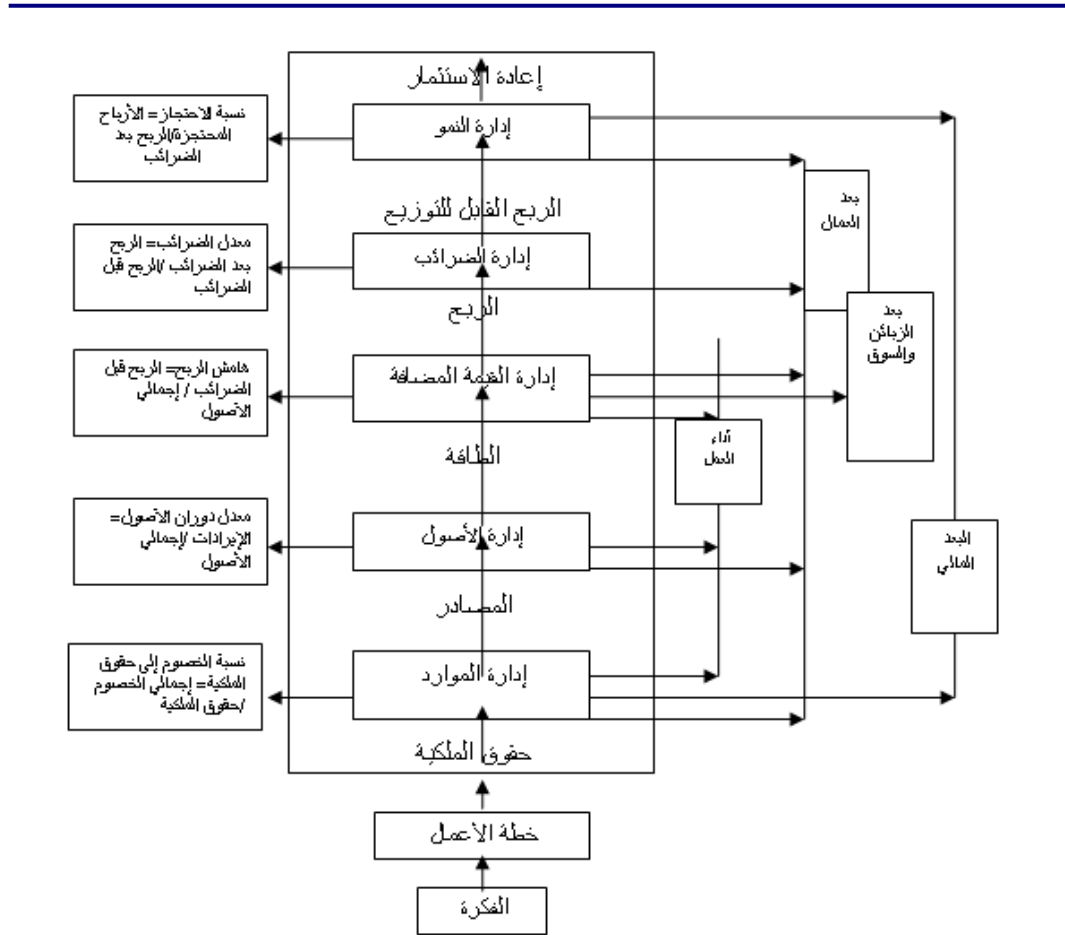 إعادة الاستثمار
نسبة الاحتجاز= الأرباح
المحتجزة/الربح بعد
الضرائب
إدارة النمو
بعد
العمال
الربح القابل للتوزيع
معدل الضرائب= الربح
بعد الضرائب /الربح قبل
الضرائب
إدارة الضرائب
الربح
بعد
الزبائن
والسوق
هامش الربح= الربح قبل
الضرائب / إجمالي
الأصول
إدارة القيمة المضافة
أداء
العمل
الطاقة
معدل دوران الأصول=
الإيرادات /إجمالي
الأصول
إدارة الأصول
البعد
المالي
المصادر
نسبة الخصوم إلى حقوق
الملكية= إجمالي الخصوم
/حقوق الملكية
إدارة الموارد
حقوق الملكية
خطة الأعمال
الفكرة